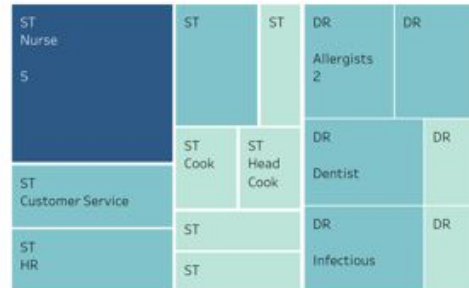 ST
Nurse
5
ST
Customer Service
ST
HR
ST
ST
ST
Cook
ST
Head
Cook
ST
ST
DR
Allergists
2
DR
DR
Dentist
DR
DR
Infectious
DR